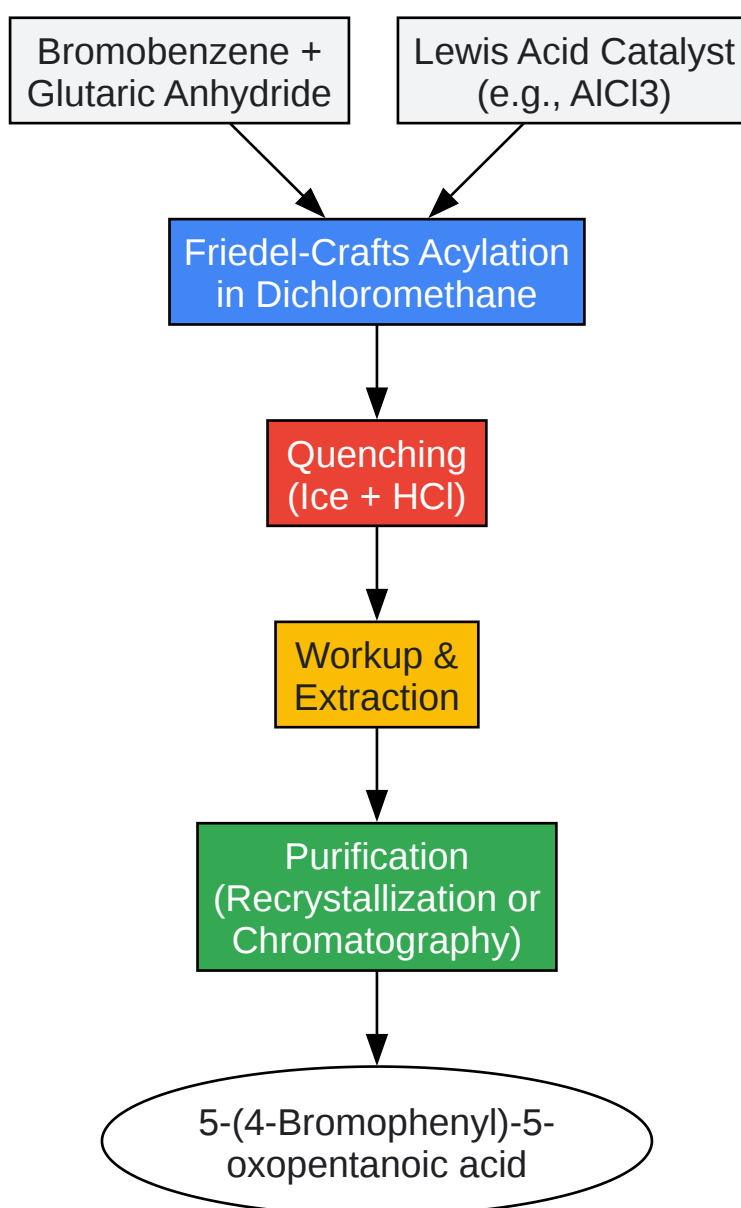 Bromobenzene +
Glutaric Anhydride
Lewis Acid Catalyst
(e.g., AlCl3)
Friedel-Crafts Acylation
in Dichloromethane
Quenching
(Ice + HCl)
Workup &
Extraction
Purification
(Recrystallization or
Chromatography)
5-(4-Bromophenyl)-5-
oxopentanoic acid